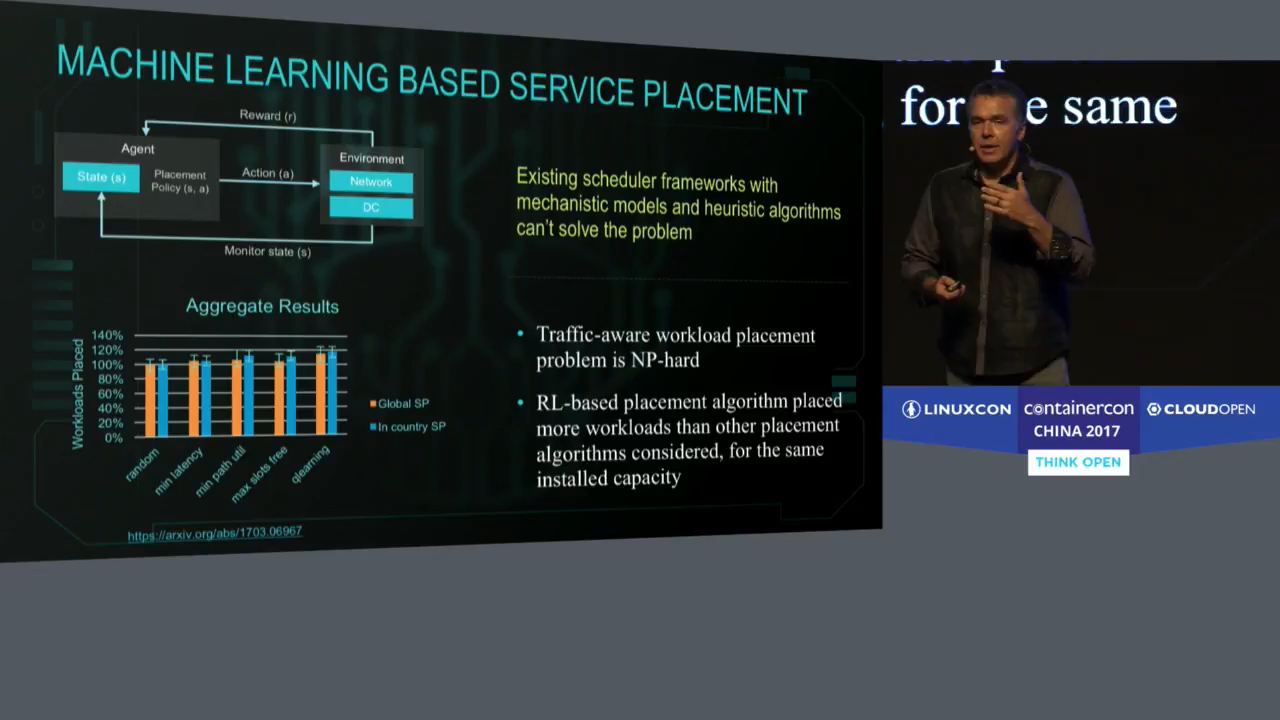 MACHINE LEARNING BASED SERVICE PLACEMENT
Reward (r)
Agent
State (s)
Placement
Policy (s, a)
Action (a)
Environment
Network
DC
Monitor state (s)
Existing scheduler frameworks with
mechanistic models and heuristic algorithms
can't solve the problem
Aggregate Results
Workloads Placed
140%
120%
100%
80%
60%
40%
20%
0%
random
min latency
min path util
max slots free
qlearning
Global SP
In country SP
• Traffic-aware workload placement
problem is NP-hard
• RL-based placement algorithm placed
more workloads than other placement
algorithms considered, for the same
installed capacity
https://arxiv.org/abs/1703.06967
for the same
LINUXCON
containercon
CHINA 2017
CLOUDOPEN
THINK OPEN